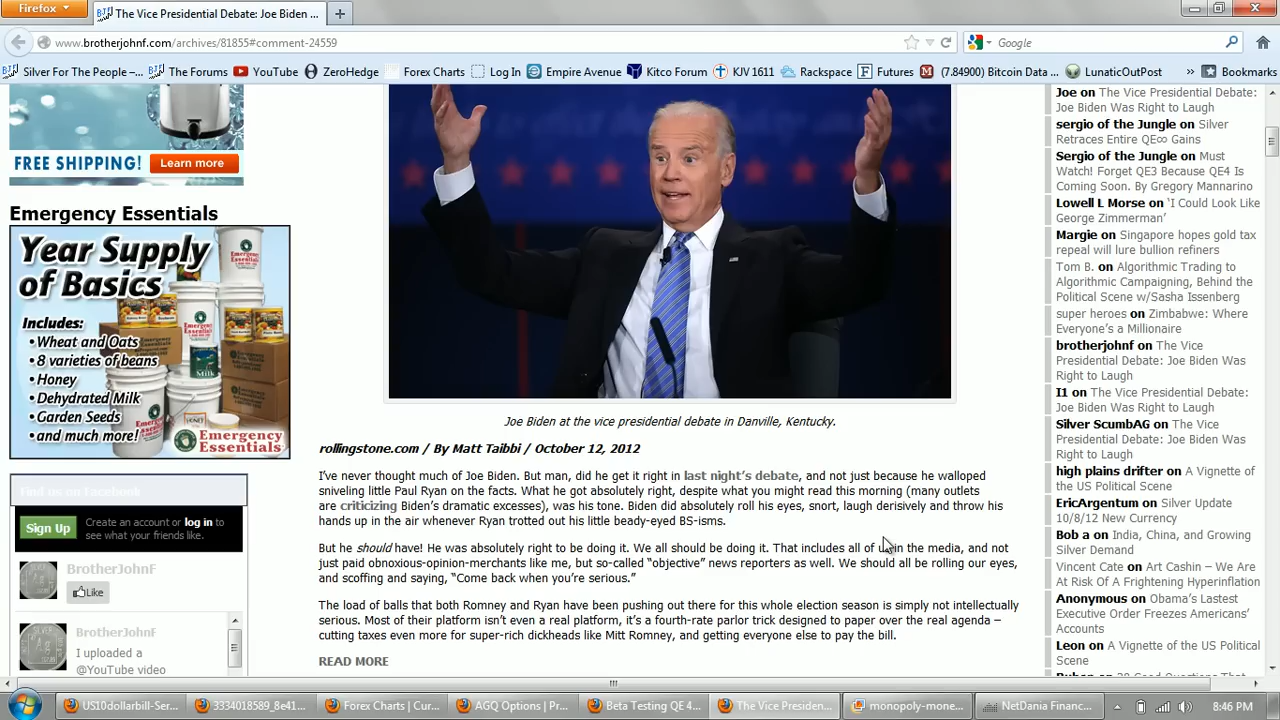 Firefox
The Vice Presidential Debate: Joe Biden ...
www.brotherjohnf.com/archives/81855#comment-24559
Google
Silver For The People –...
The Forums
YouTube
ZeroHedge
Forex Charts
Log In
Empire Avenue
Kitco Forum
KJV 1611
Rackspace
Futures
(7.84900) Bitcoin Data ...
LunaticOutPost
»
Bookmarks
FREE SHIPPING!
Learn more
Emergency Essentials
Year Supply
of Basics
Includes:
• Wheat and Oats
• 8 varieties of beans
• Honey
• Dehydrated Milk
• Garden Seeds
• and much more!
Emergency
Essentials
Find us on Facebook
Sign Up
Create an account or log in to
see what your friends like.
BrotherJohnF
Like
BrotherJohnF
I uploaded a
@YouTube video
Joe Biden at the vice presidential debate in Danville, Kentucky.
rollingstone.com / By Matt Taibbi / October 12, 2012
I've never thought much of Joe Biden. But man, did he get it right in last night's debate, and not just because he walloped
sniveling little Paul Ryan on the facts. What he got absolutely right, despite what you might read this morning (many outlets
are criticizing Biden's dramatic excesses), was his tone. Biden did absolutely roll his eyes, snort, laugh derisively and throw his
hands up in the air whenever Ryan trotted out his little beady-eyed BS-isms.
But he should have! He was absolutely right to be doing it. We all should be doing it. That includes all of us in the media, and not
just paid obnoxious-opinion-merchants like me, but so-called "objective" news reporters as well. We should all be rolling our eyes,
and scoffing and saying, "Come back when you're serious."
The load of balls that both Romney and Ryan have been pushing out there for this whole election season is simply not intellectually
serious. Most of their platform isn't even a real platform, it's a fourth-rate parlor trick designed to paper over the real agenda –
cutting taxes even more for super-rich dickheads like Mitt Romney, and getting everyone else to pay the bill.
READ MORE
Joe on The Vice Presidential Debate:
Joe Biden Was Right to Laugh
sergio of the Jungle on Silver
Retraces Entire QE∞ Gains
Sergio of the Jungle on Must
Watch! Forget QE3 Because QE4 Is
Coming Soon. By Gregory Mannarino
Lowell L Morse on 'I Could Look Like
George Zimmerman'
Margie on Singapore hopes gold tax
repeal will lure bullion refiners
Tom B. on Algorithmic Trading to
Algorithmic Campaigning, Behind the
Political Scene w/Sasha Issenberg
super heroes on Zimbabwe: Where
Everyone's a Millionaire
brotherjohnf on The Vice
Presidential Debate: Joe Biden Was
Right to Laugh
I1 on The Vice Presidential Debate:
Joe Biden Was Right to Laugh
Silver ScumbAG on The Vice
Presidential Debate: Joe Biden Was
Right to Laugh
high plains drifter on A Vignette of
the US Political Scene
EricArgentum on Silver Update
10/8/12 New Currency
Bob a on India, China, and Growing
Silver Demand
Vincent Cate on Art Cashin – We Are
At Risk Of A Frightening Hyperinflation
Anonymous on Obama's Lastest
Executive Order Freezes Americans'
Accounts
Leon on A Vignette of the US Political
Scene
US10dollarbill-Ser...
3334018589_8e41...
Forex Charts | Cur...
AGQ Options | Pr...
Beta Testing QE 4...
The Vice Presiden...
monopoly-mone...
NetDania Financ...
8:46 PM